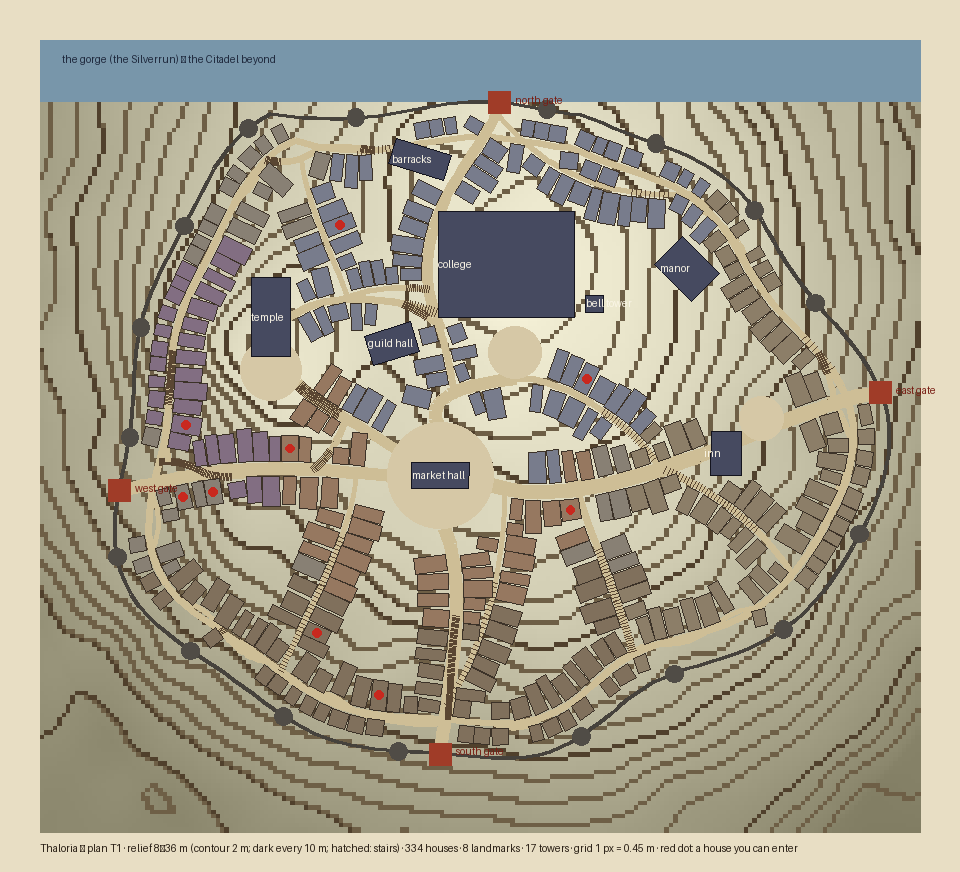 the gorge (the Silverrun) ▯ the Citadel beyond
north gate
barracks
college
manor
bell tower
temple
guild hall
east gate
inn
market hall
west gate
south gate
Thaloria ▯ plan T1 · relief 8▯36 m (contour 2 m; dark every 10 m; hatched: stairs) · 334 houses · 8 landmarks · 17 towers · grid 1 px = 0.45 m · red dot a house you can enter